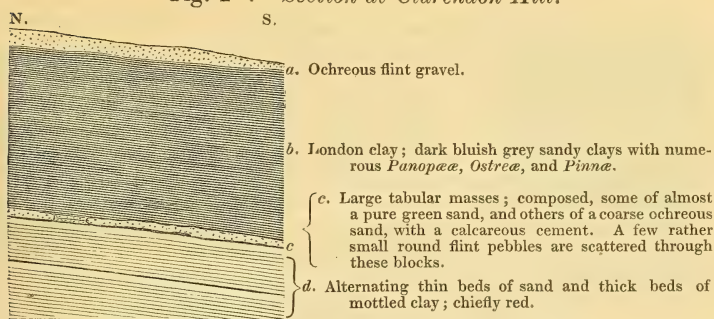 N. S.
a. Ochreous flint gravel.
b. London clay; dark bluish grey sandy clays with nume-
rous Panopææ, Ostreæ, and Pinnæ.
c. Large tabular masses; composed, some of almost
a pure green sand, and others of a coarse ochreous
sand, with a calcareous cement. A few rather
small round flint pebbles are scattered through
these blocks.
c
d. Alternating thin beds of sand and thick beds of
mottled clay; chiefly red.